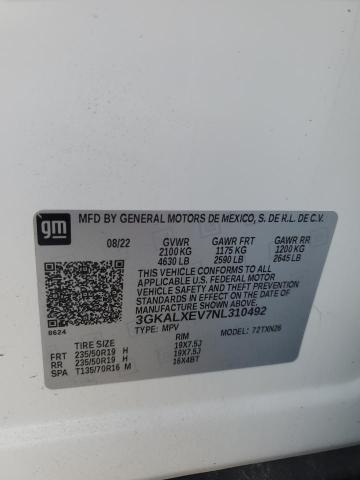 gm
MFD BY GENERAL MOTORS DE MEXICO, S. DE R.L. DE C.V.
08/22 GVWR GAWR FRT GAWR RR
2100 KG 1175 KG 1200 KG
4630 LB 2590 LB 2645 LB
THIS VEHICLE CONFORMS TO ALL
APPLICABLE U.S. FEDERAL MOTOR
VEHICLE SAFETY AND THEFT
PREVENTION STANDARDS IN EFFECT
ON THE DATE OF MANUFACTURE
SHOWN ABOVE.
3GKALXEV7NL310492
8624 TYPE: MPV MODEL: 72TXN26
TIRE SIZE RIM
FRT 235/50R19 H 19X7.5J
RR 235/50R19 H 19X7.5J
SPA T135/70R16 M 16X4BT